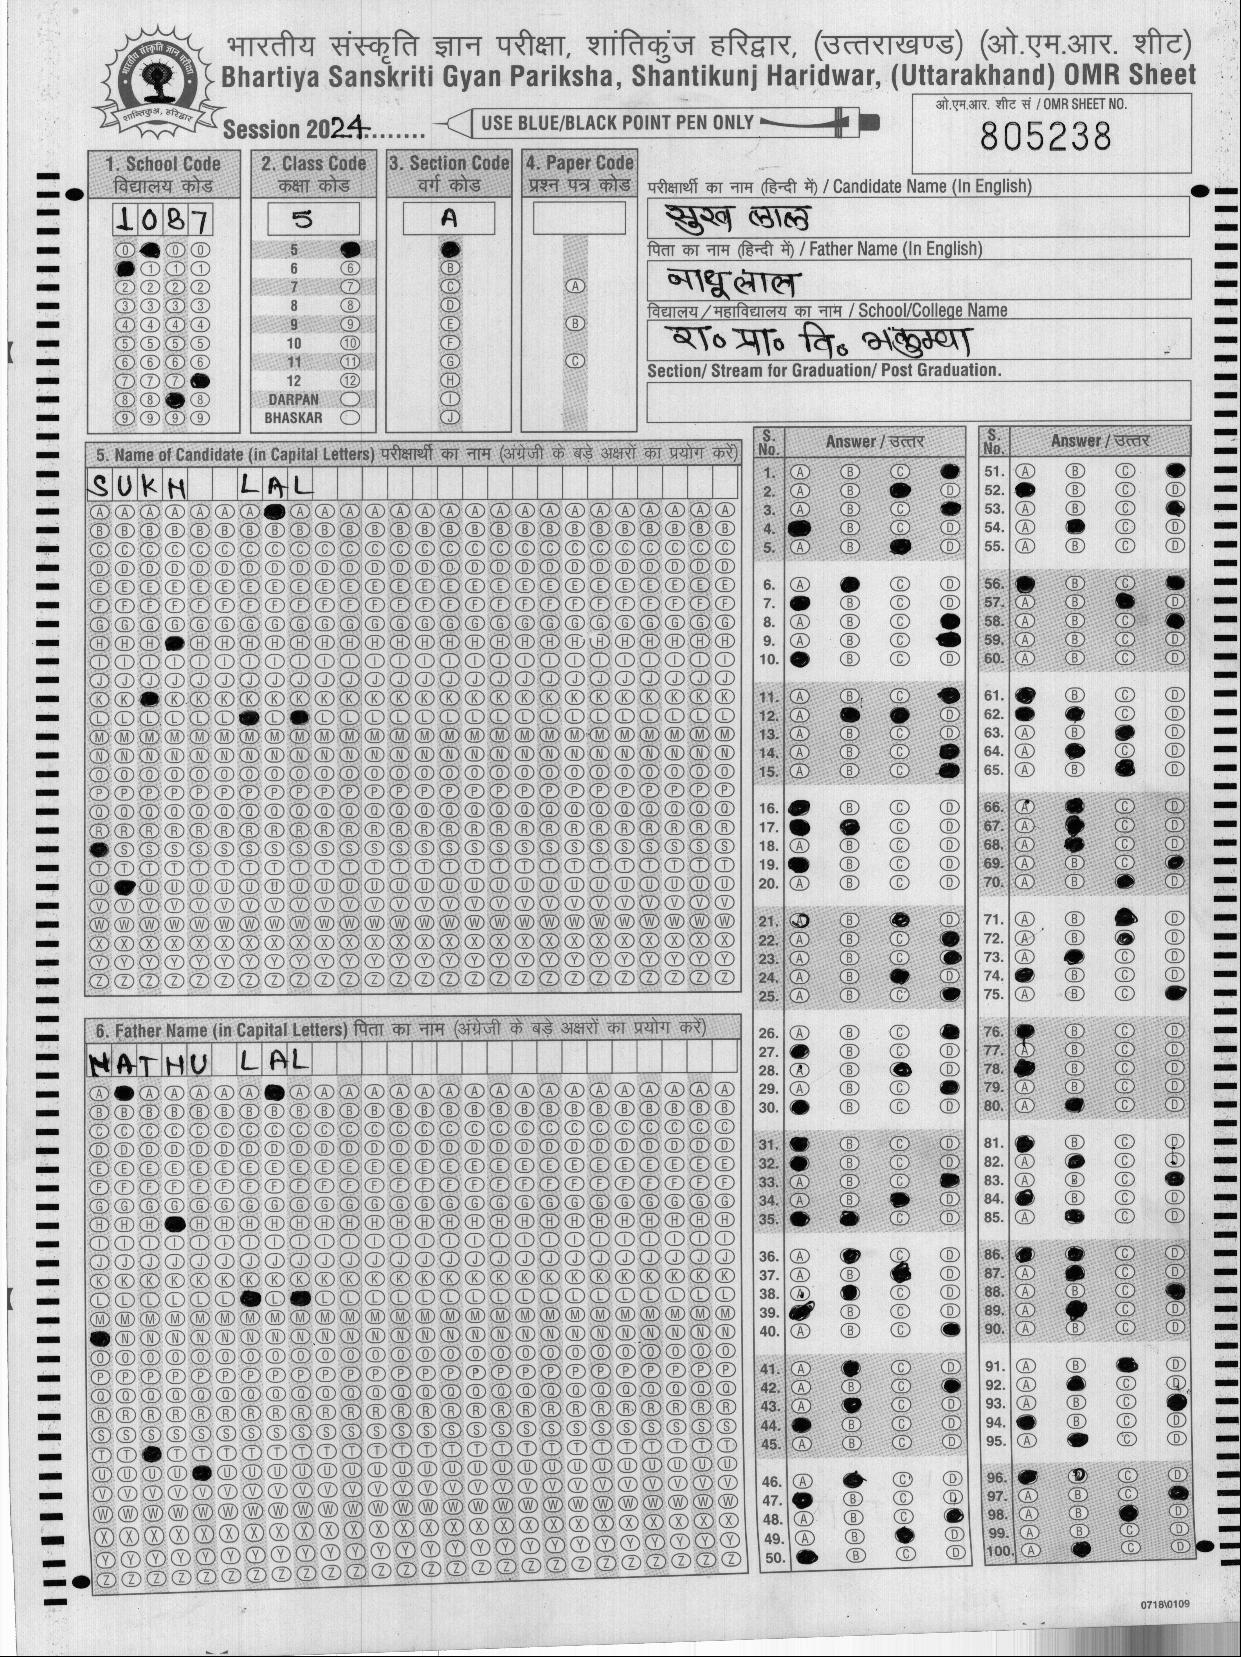 भारतीय संस्कृति ज्ञान परीक्षा, शांतिकुंज हरिद्वार, (उत्तराखण्ड) (ओ.एम.आर. शीट)
Bhartiya Sanskriti Gyan Pariksha, Shantikunj Haridwar, (Uttarakhand) OMR Sheet
Session 2024........
USE BLUE/BLACK POINT PEN ONLY
ओ.एम.आर. शीट सं / OMR SHEET NO.
805238
1. School Code
विद्यालय कोड
1087
2. Class Code
कक्षा कोड
5
5
6
7
8
9
10
11
12
DARPAN
BHASKAR
3. Section Code
वर्ग कोड
A
4. Paper Code
प्रश्न पत्र कोड
A
B
C
परीक्षार्थी का नाम (हिन्दी में) / Candidate Name (In English)
सुख लाल
पिता का नाम (हिन्दी में) / Father Name (In English)
नाथू लाल
विद्यालय / महाविद्यालय का नाम / School/College Name
रा० प्रा० वि०
Section/ Stream for Graduation/ Post Graduation.
5. Name of Candidate (in Capital Letters) परीक्षार्थी का नाम (अंग्रेजी के बड़े अक्षरों का प्रयोग करें)
SUKH LAL
6. Father Name (in Capital Letters) पिता का नाम (अंग्रेजी के बड़े अक्षरों का प्रयोग करें)
NATHU LAL
S. No. Answer / उत्तर
S. No. Answer / उत्तर
0718\0109